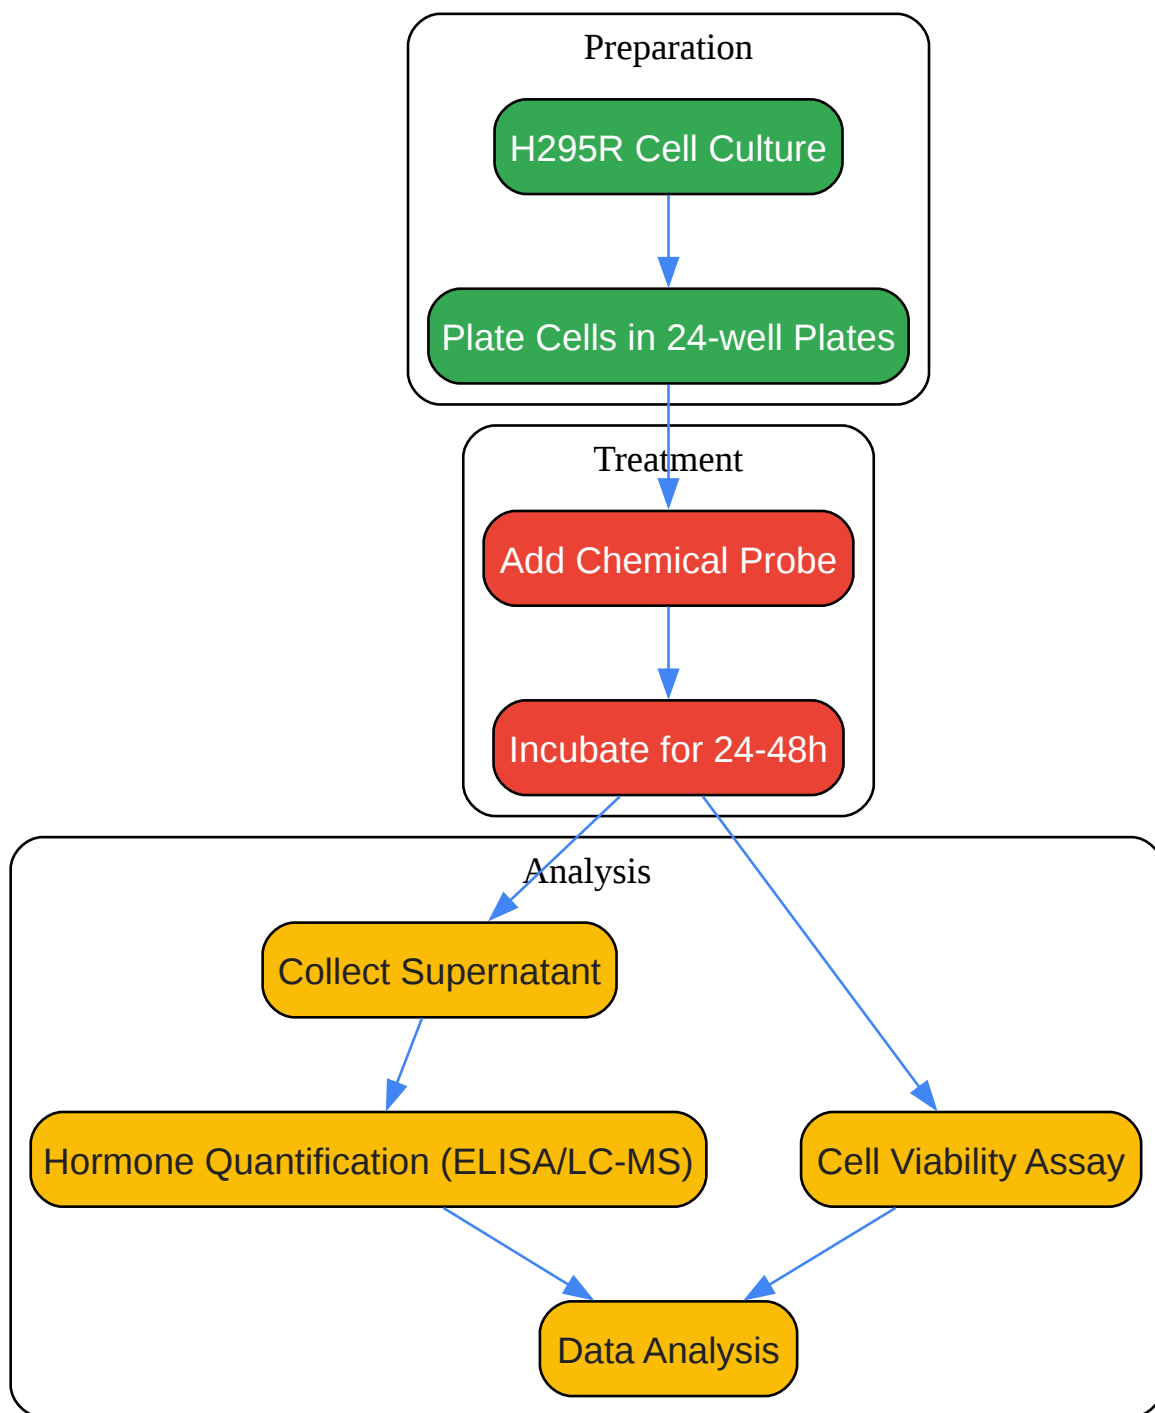 Preparation
H295R Cell Culture
Plate Cells in 24-well Plates
Treatment
Add Chemical Probe
Incubate for 24-48h
Analysis
Collect Supernatant
Hormone Quantification (ELISA/LC-MS)
Cell Viability Assay
Data Analysis